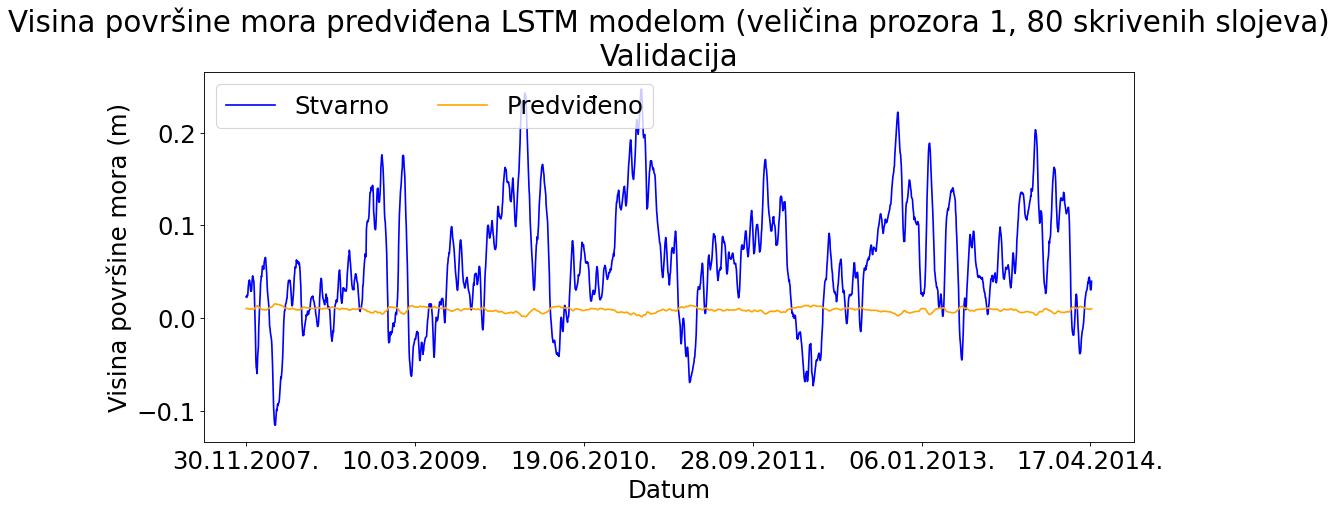 Visina površine mora predviđena LSTM modelom (veličina prozora 1, 80 skrivenih slojeva)
Validacija
Stvarno Predviđeno
Visina površine mora (m)
0.2
0.1
0.0
−0.1
30.11.2007. 10.03.2009. 19.06.2010. 28.09.2011. 06.01.2013. 17.04.2014.
Datum